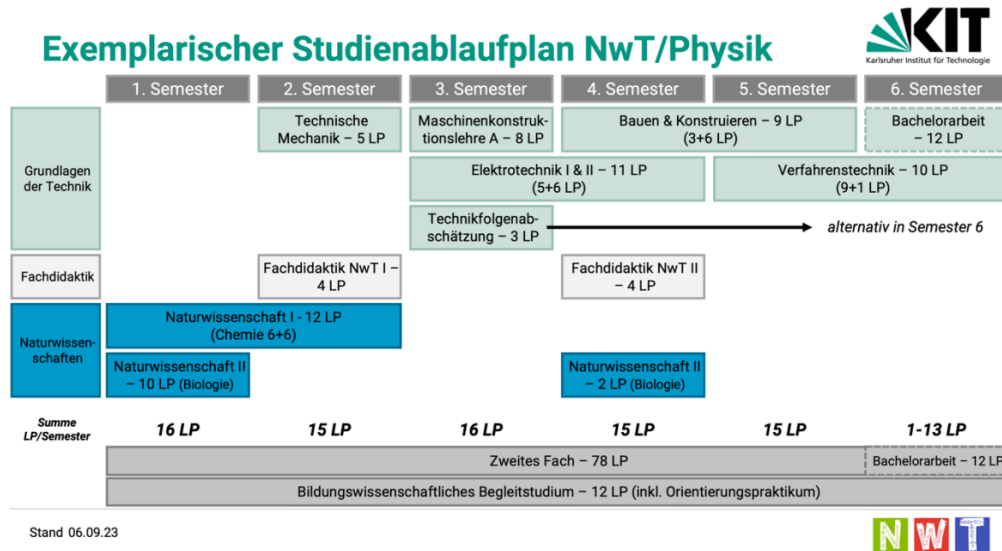 Exemplarischer Studienablaufplan NwT/Physik
KIT
Karlsruher Institut für Technologie
1. Semester
2. Semester
3. Semester
4. Semester
5. Semester
6. Semester
Grundlagen
der Technik
Technische
Mechanik – 5 LP
Maschinenkonstruk-
tionslehre A – 8 LP
Bauen & Konstruieren – 9 LP
(3+6 LP)
Bachelorarbeit
– 12 LP
Elektrotechnik I & II – 11 LP
(5+6 LP)
Verfahrenstechnik – 10 LP
(9+1 LP)
Technikfolgenab-
schätzung – 3 LP
alternativ in Semester 6
Fachdidaktik
Fachdidaktik NwT I –
4 LP
Fachdidaktik NwT II
– 4 LP
Naturwissen-
schaften
Naturwissenschaft I - 12 LP
(Chemie 6+6)
Naturwissenschaft II
– 10 LP (Biologie)
Naturwissenschaft II
– 2 LP (Biologie)
Summe
LP/Semester
16 LP
15 LP
16 LP
15 LP
15 LP
1-13 LP
Zweites Fach – 78 LP
Bachelorarbeit – 12 LP
Bildungswissenschaftliches Begleitstudium – 12 LP (inkl. Orientierungspraktikum)
Stand 06.09.23
NWT